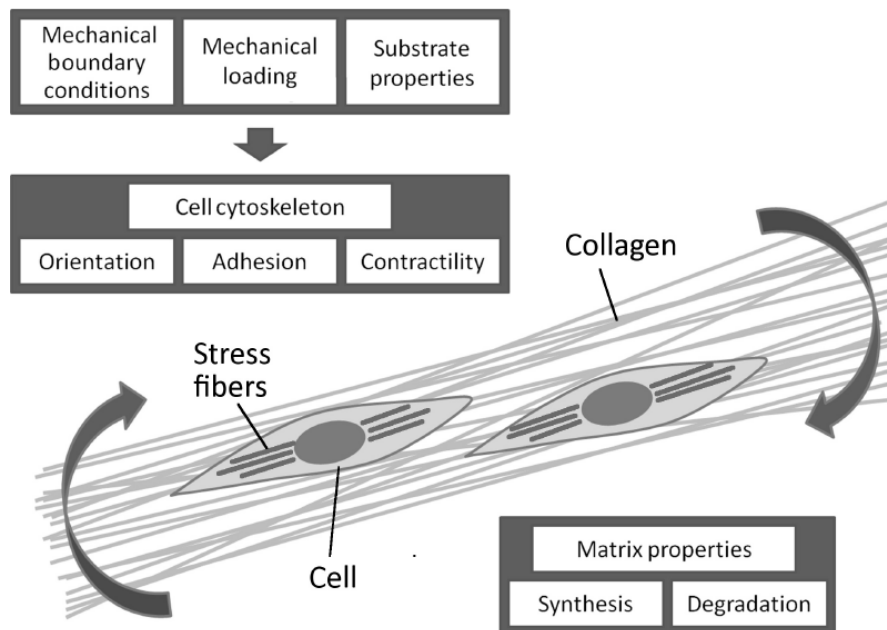 Mechanical
boundary
conditions
Mechanical
loading
Substrate
properties
Cell cytoskeleton
Orientation
Adhesion
Contractility
Collagen
Stress
fibers
Cell
Matrix properties
Synthesis
Degradation